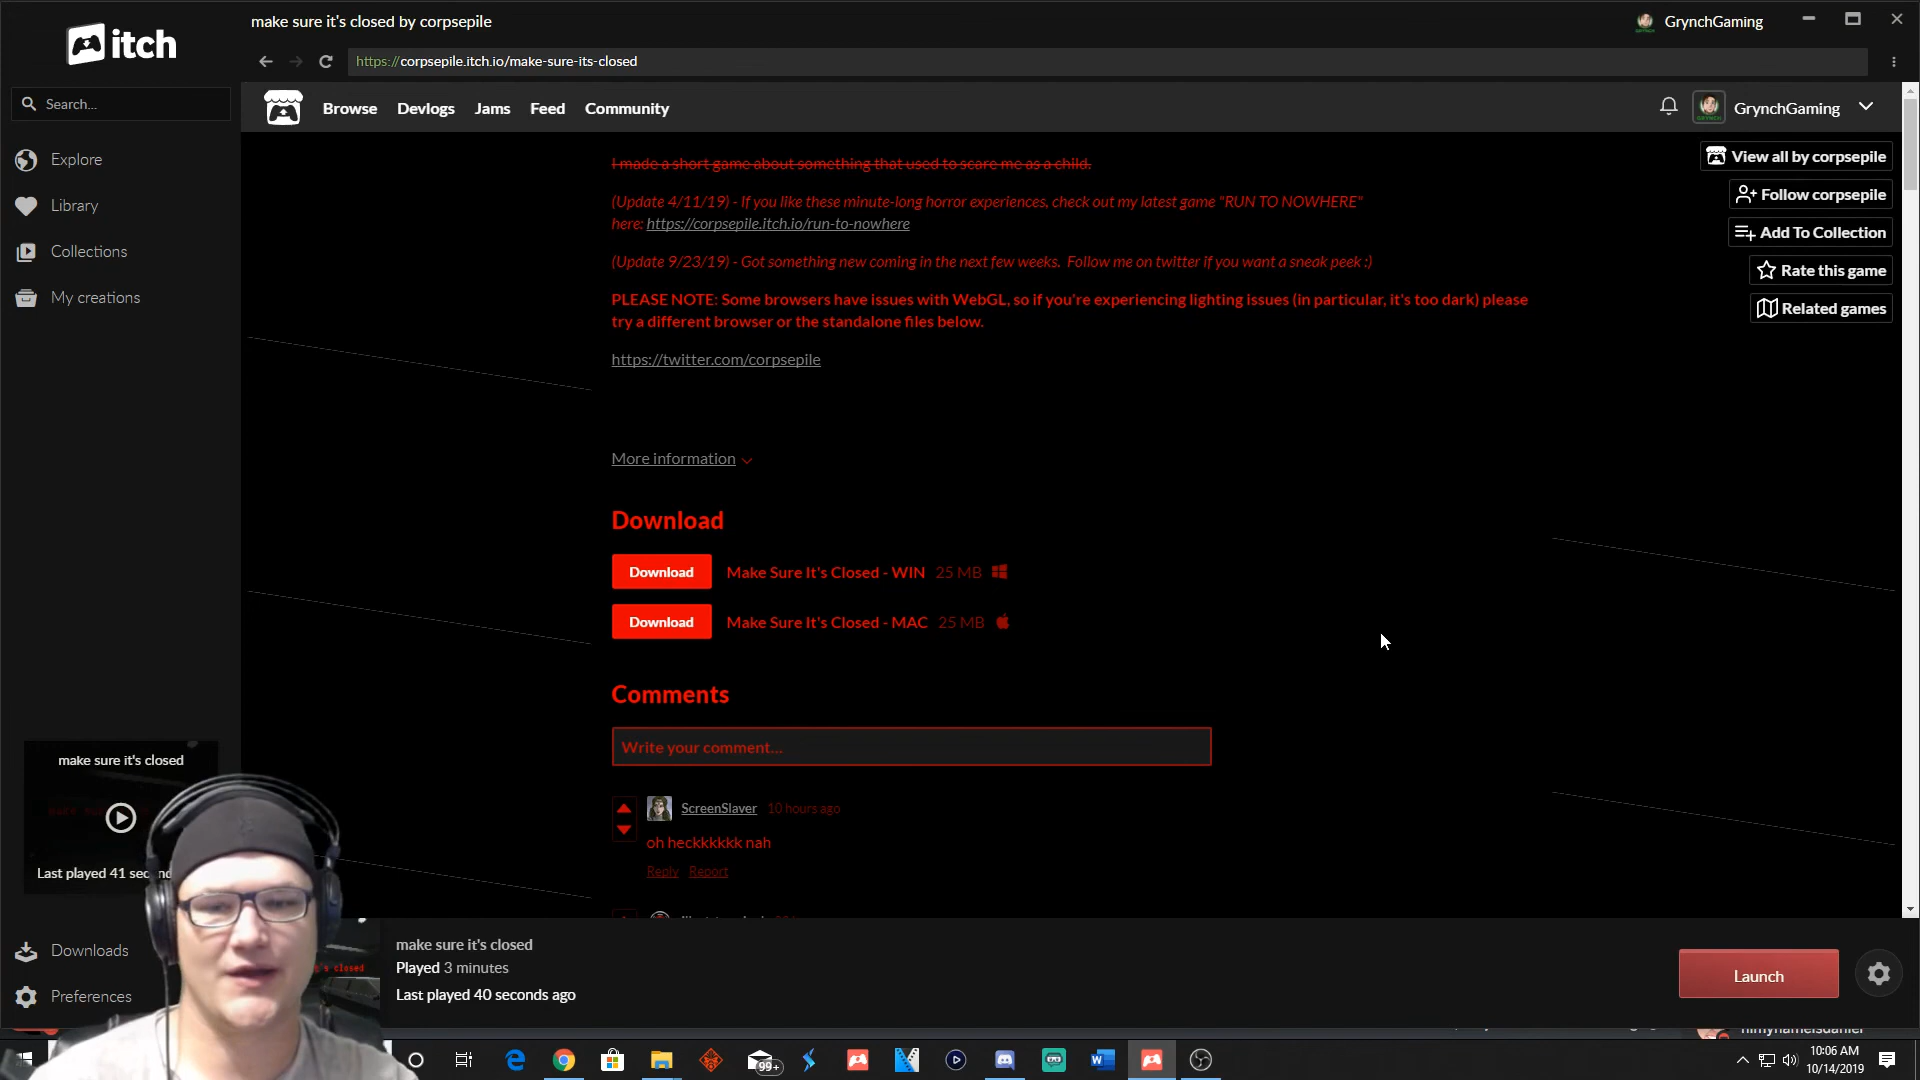 make sure it's closed by corpsepile
GrynchGaming
itch
https://corpsepile.itch.io/make-sure-its-closed
Search...
Browse
Devlogs
Jams
Feed
Community
GrynchGaming
Explore
Library
Collections
My creations
I made a short game about something that used to scare me as a child.
(Update 4/11/19) - If you like these minute-long horror experiences, check out my latest game "RUN TO NOWHERE"
here: https://corpsepile.itch.io/run-to-nowhere
(Update 9/23/19) - Got something new coming in the next few weeks. Follow me on twitter if you want a sneak peek :)
PLEASE NOTE: Some browsers have issues with WebGL, so if you're experiencing lighting issues (in particular, it's too dark) please
try a different browser or the standalone files below.
https://twitter.com/corpsepile
View all by corpsepile
Follow corpsepile
Add To Collection
Rate this game
Related games
More information
Download
Download Make Sure It's Closed - WIN 25 MB
Download Make Sure It's Closed - MAC 25 MB
Comments
Write your comment...
ScreenSlaver 10 hours ago
oh heckkkkkk nah
Reply Report
make sure it's closed
Last played 41
Downloads
Preferences
closed
make sure it's closed
Played 3 minutes
Last played 40 seconds ago
Launch
99+
10:06 AM
10/14/2019